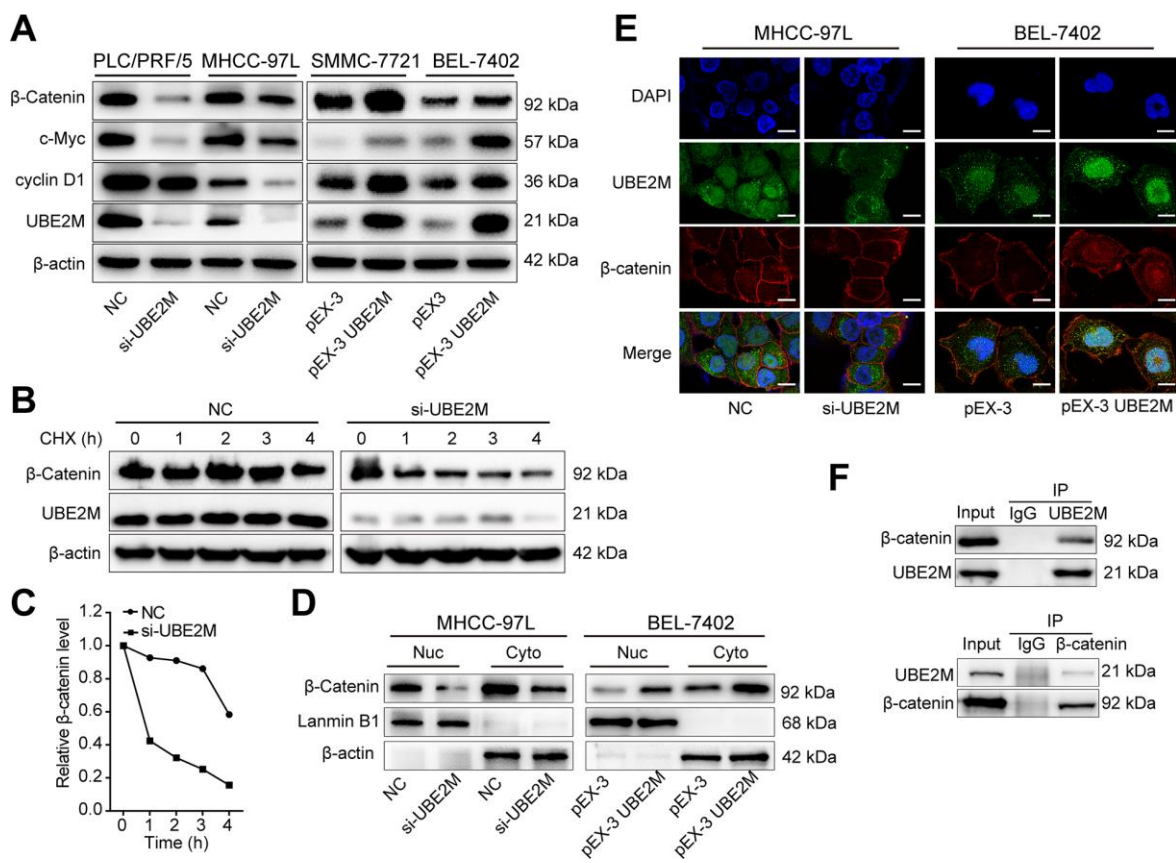 A
PLC/PRF/5 MHCC-97L SMMC-7721 BEL-7402
β-Catenin 92 kDa
c-Myc 57 kDa
cyclin D1 36 kDa
UBE2M 21 kDa
β-actin 42 kDa
NC si-UBE2M NC si-UBE2M pEX-3 pEX-3 UBE2M pEX3 pEX-3 UBE2M
B
NC si-UBE2M
CHX (h) 0 1 2 3 4 0 1 2 3 4
β-Catenin 92 kDa
UBE2M 21 kDa
β-actin 42 kDa
C
NC
si-UBE2M
Relative β-catenin level
1.2
1.0
0.8
0.6
0.4
0.2
0.0
0 1 2 3 4
Time (h)
D
MHCC-97L BEL-7402
Nuc Cyto Nuc Cyto
β-Catenin 92 kDa
Lanmin B1 68 kDa
β-actin 42 kDa
NC si-UBE2M NC si-UBE2M pEX-3 pEX-3 UBE2M pEX-3 pEX-3 UBE2M
E
MHCC-97L BEL-7402
DAPI
UBE2M
β-catenin
Merge
NC si-UBE2M pEX-3 pEX-3 UBE2M
F
IP
Input IgG UBE2M
β-catenin 92 kDa
UBE2M 21 kDa
IP
Input IgG β-catenin
UBE2M 21 kDa
β-catenin 92 kDa